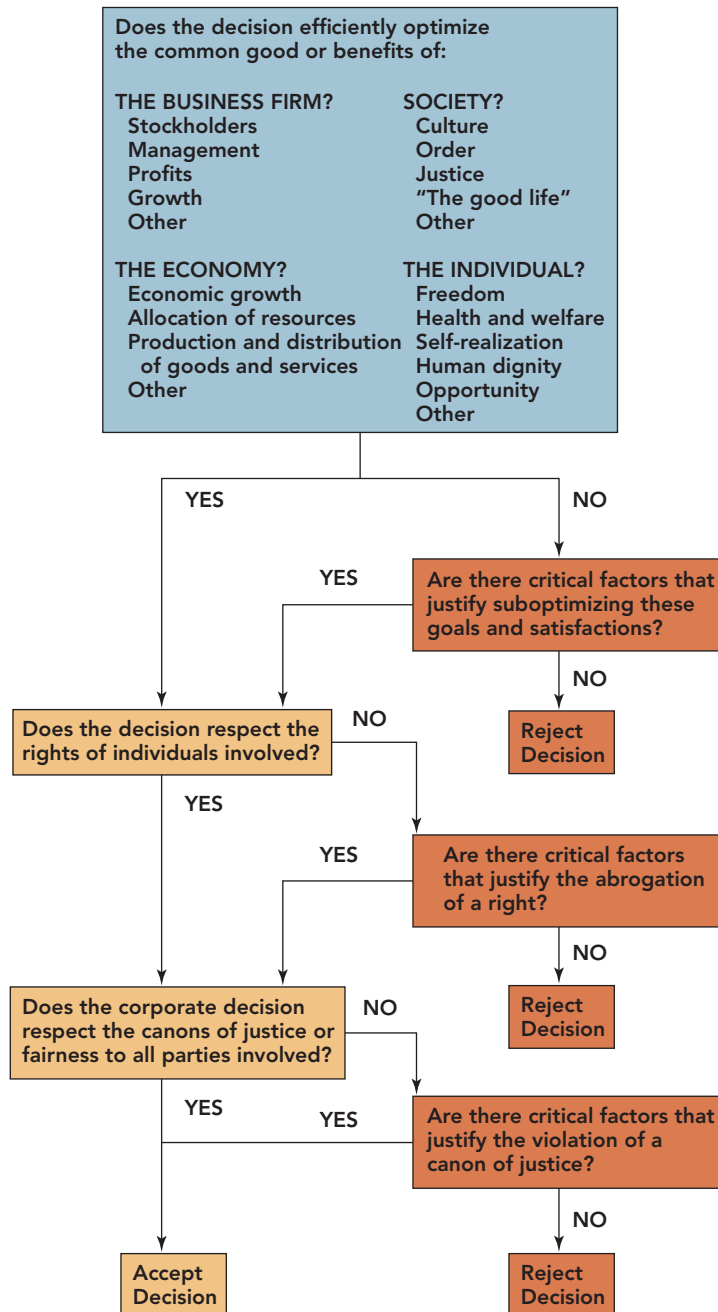 Does the decision efficiently optimize
the common good or benefits of:
THE BUSINESS FIRM?
Stockholders
Management
Profits
Growth
Other
SOCIETY?
Culture
Order
Justice
“The good life”
Other
THE ECONOMY?
Economic growth
Allocation of resources
Production and distribution
of goods and services
Other
THE INDIVIDUAL?
Freedom
Health and welfare
Self-realization
Human dignity
Opportunity
Other
YES
NO
YES
Are there critical factors that
justify suboptimizing these
goals and satisfactions?
NO
Reject
Decision
Does the decision respect the
rights of individuals involved?
NO
YES
YES
Are there critical factors
that justify the abrogation
of a right?
NO
Reject
Decision
Does the corporate decision
respect the canons of justice or
fairness to all parties involved?
NO
YES
YES
Are there critical factors that
justify the violation of a
canon of justice?
NO
Accept
Decision
Reject
Decision